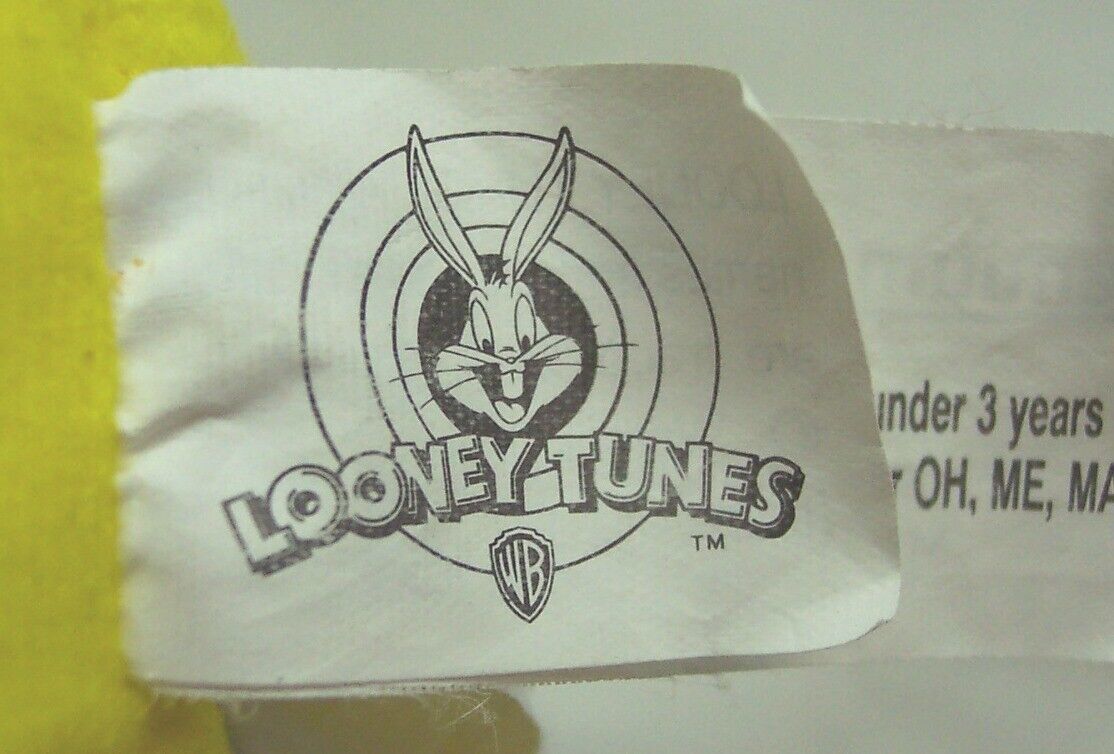 LOONEY TUNES
TM
WB
under 3 years
OH, ME, MA